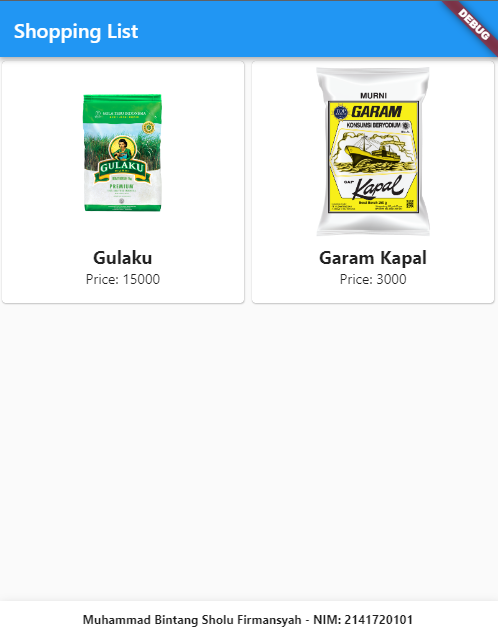 Shopping List
DEBUG
GULAKU
PREMIUM
MURNI
GARAM
KONSUMSI BERYODIUM
CAP Kapal
Gulaku
Price: 15000
Garam Kapal
Price: 3000
Muhammad Bintang Sholu Firmansyah - NIM: 2141720101